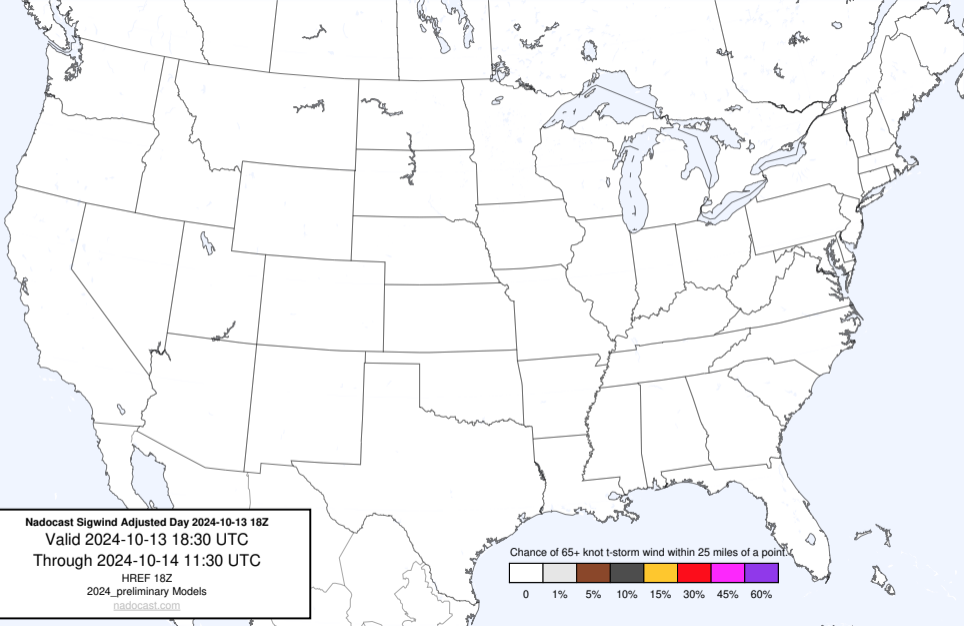 Nadocast Sigwind Adjusted Day 2024-10-13 18Z
Valid 2024-10-13 18:30 UTC
Through 2024-10-14 11:30 UTC
HREF 18Z
2024_preliminary Models
nadocast.com
Chance of 65+ knot t-storm wind within 25 miles of a point.
0 1% 5% 10% 15% 30% 45% 60%